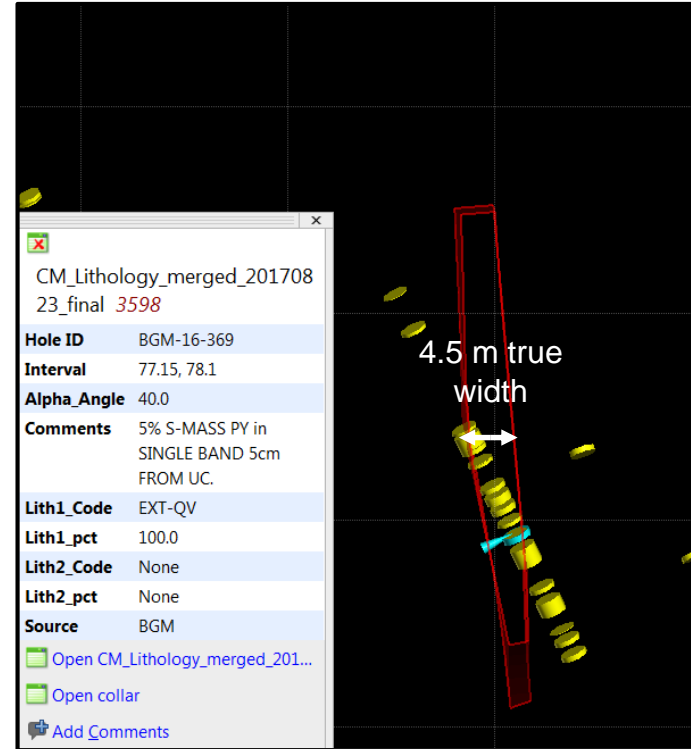 ×
CM_Lithology_merged_201708
23_final 3598
Hole ID BGM-16-369
Interval 77.15, 78.1
Alpha_Angle 40.0
Comments 5% S-MASS PY in
SINGLE BAND 5cm
FROM UC.
Lith1_Code EXT-QV
Lith1_pct 100.0
Lith2_Code None
Lith2_pct None
Source BGM
Open CM_Lithology_merged_201...
Open collar
Add Comments
4.5 m true
width